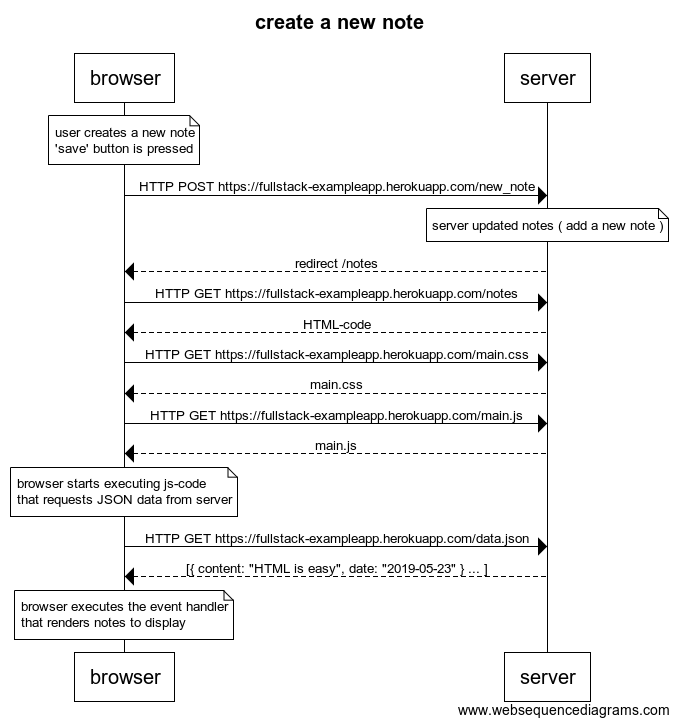 create a new note
browser
server
user creates a new note
'save' button is pressed
HTTP POST https://fullstack-exampleapp.herokuapp.com/new_note
server updated notes ( add a new note )
redirect /notes
HTTP GET https://fullstack-exampleapp.herokuapp.com/notes
HTML-code
HTTP GET https://fullstack-exampleapp.herokuapp.com/main.css
main.css
HTTP GET https://fullstack-exampleapp.herokuapp.com/main.js
main.js
browser starts executing js-code
that requests JSON data from server
HTTP GET https://fullstack-exampleapp.herokuapp.com/data.json
[{ content: "HTML is easy", date: "2019-05-23" } ... ]
browser executes the event handler
that renders notes to display
browser
server
www.websequencediagrams.com